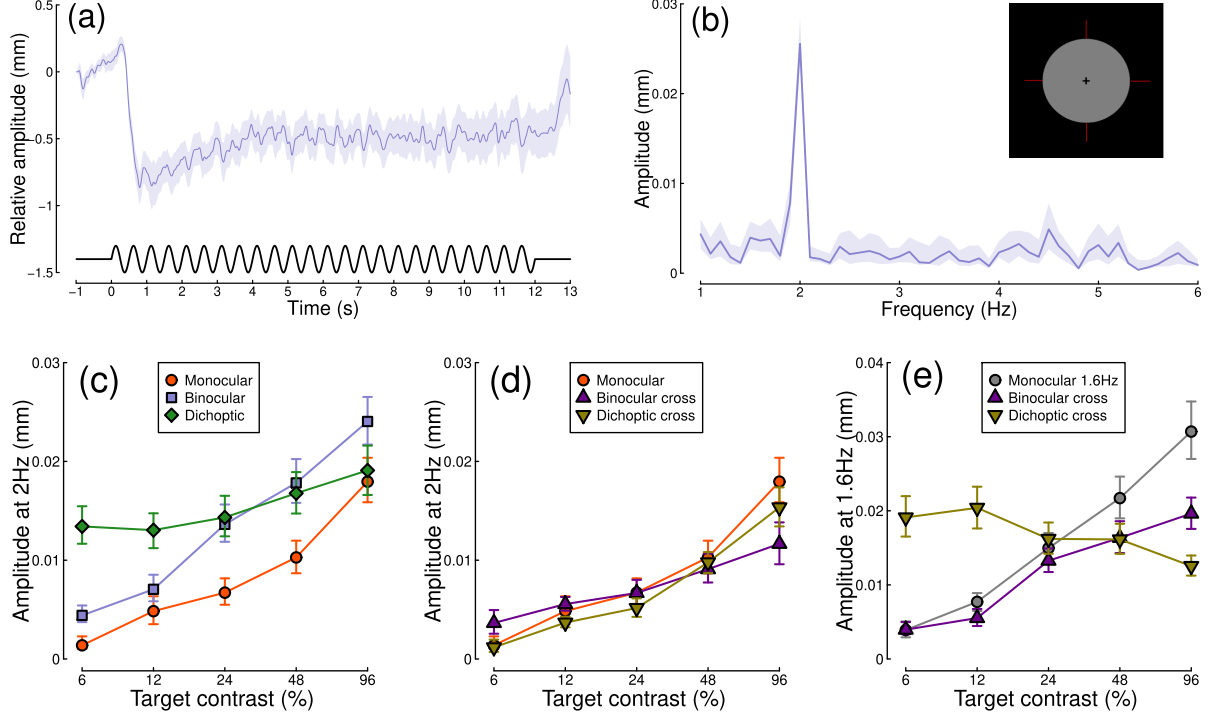 (a)
0.5
0
−0.5
−1
−1.5
Relative amplitude (mm)
−1 0 1 2 3 4 5 6 7 8 9 10 11 12 13
Time (s)
(b)
0.03
0.02
0.01
0
Amplitude (mm)
1 2 3 4 5 6
Frequency (Hz)
(c)
Monocular
Binocular
Dichoptic
0.03
0.02
0.01
0
Amplitude at 2Hz (mm)
6 12 24 48 96
Target contrast (%)
(d)
Monocular
Binocular cross
Dichoptic cross
0.03
0.02
0.01
0
Amplitude at 2Hz (mm)
6 12 24 48 96
Target contrast (%)
(e)
Monocular 1.6Hz
Binocular cross
Dichoptic cross
0.04
0.03
0.02
0.01
0
Amplitude at 1.6Hz (mm)
6 12 24 48 96
Target contrast (%)